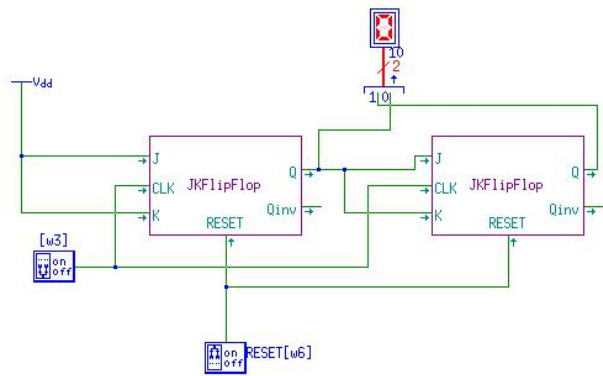 0
10
2
1 0
Vdd
J
CLK
K
JKFlipFlop
RESET
Q
Qinv
J
CLK
K
JKFlipFlop
RESET
Q
Qinv
[w3]
on
off
on
off
RESET[w6]